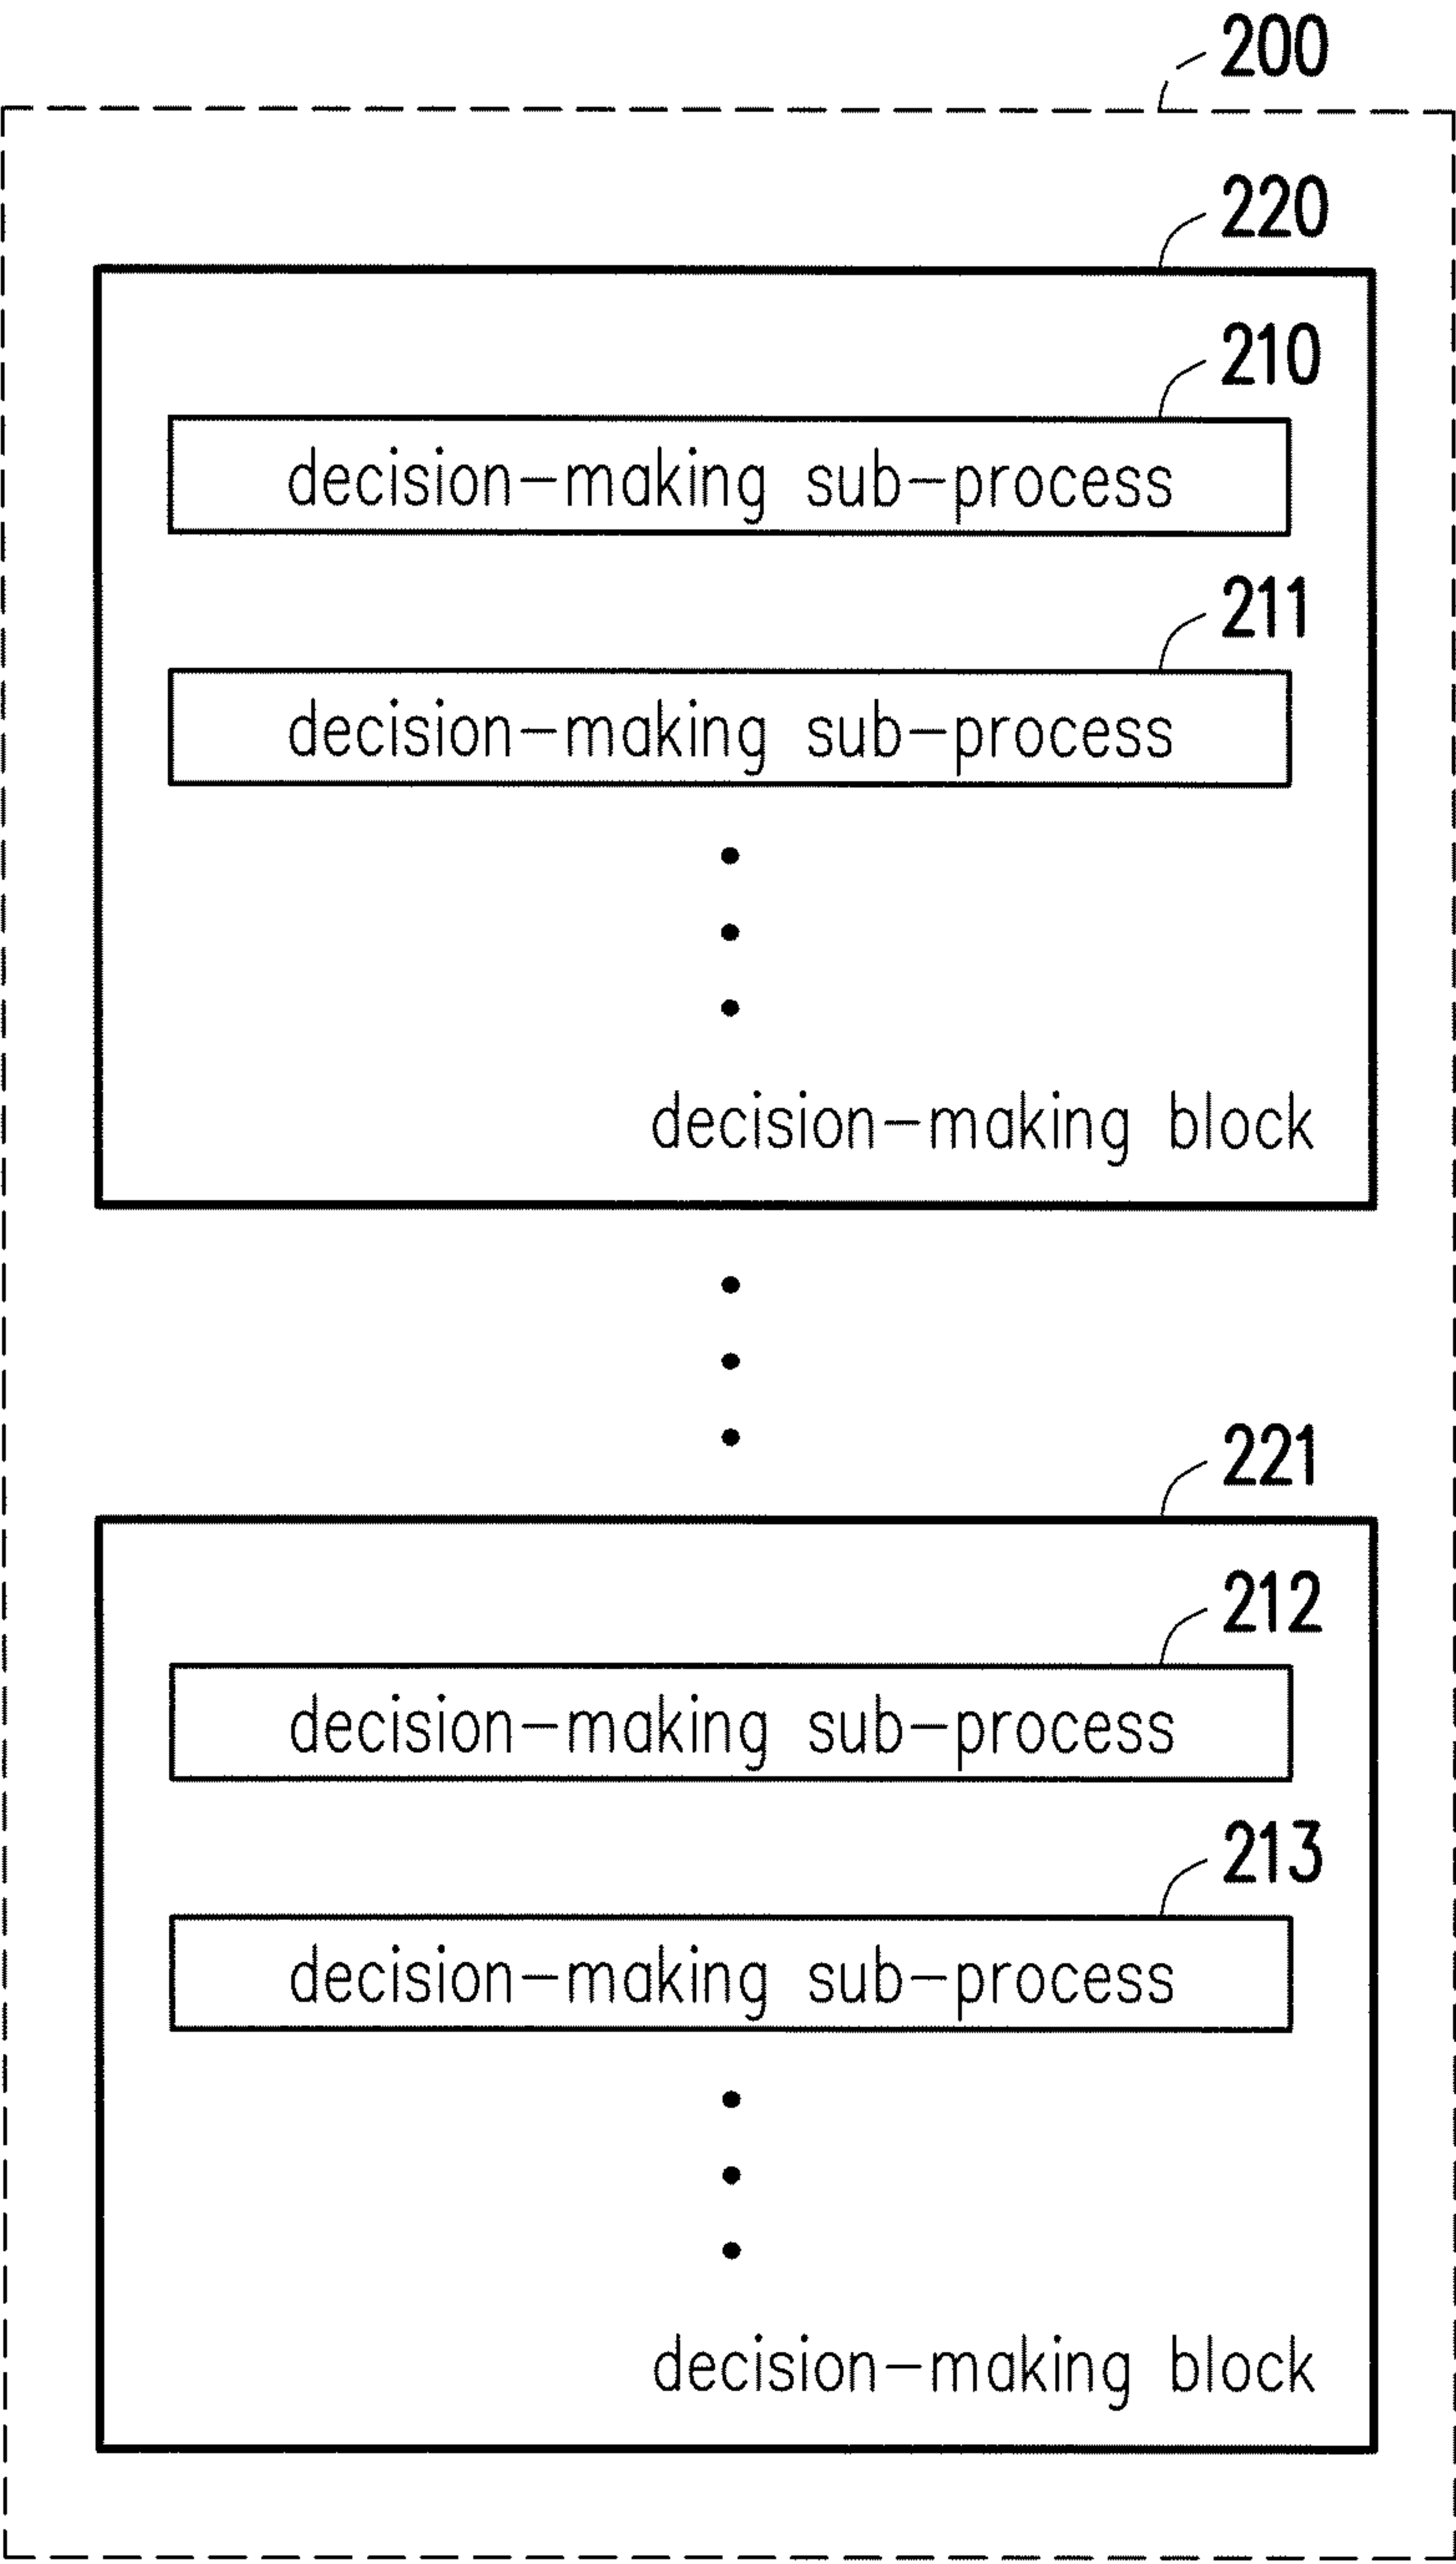 200
220
210
decision-making sub-process
211
decision-making sub-process
decision-making block
221
212
decision-making sub-process
213
decision-making sub-process
decision-making block